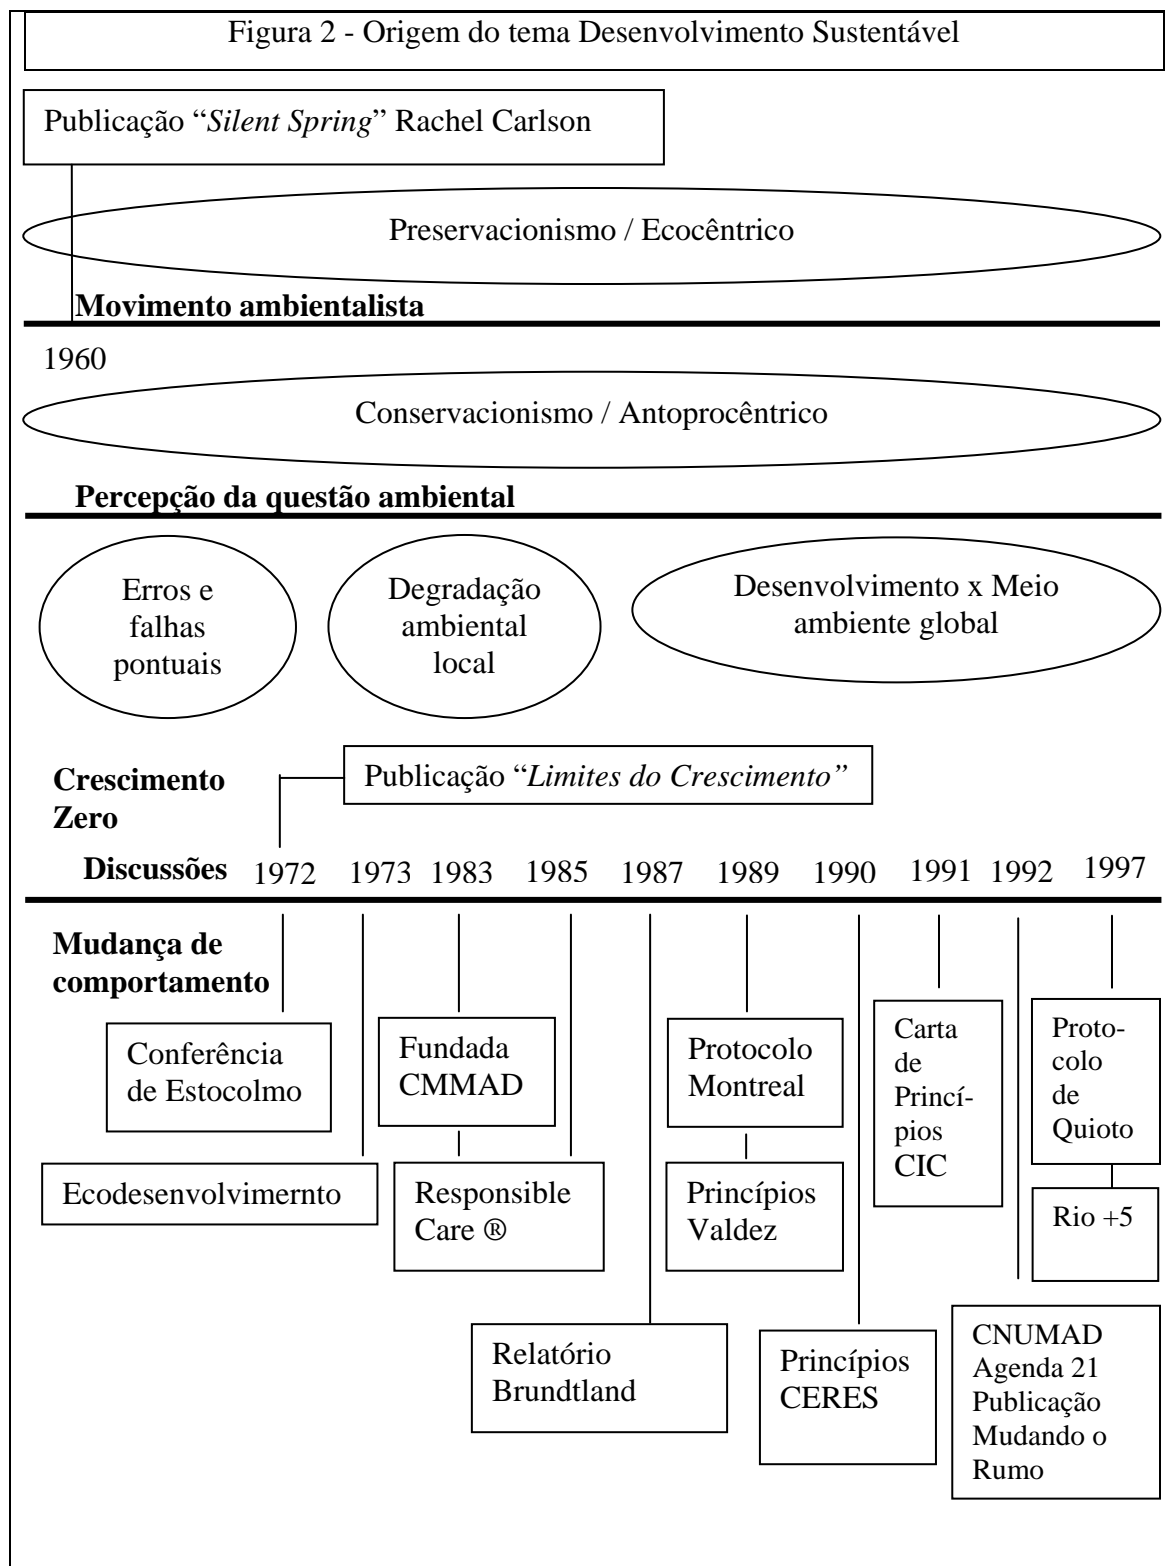 Figura 2 - Origem do tema Desenvolvimento Sustentável
Publicação “Silent Spring” Rachel Carlson
Preservacionismo / Ecocêntrico
Movimento ambientalista
1960
Conservacionismo / Antoprocêntrico
Percepção da questão ambiental
Erros e
falhas
pontuais
Degradação
ambiental
local
Desenvolvimento x Meio
ambiente global
Crescimento
Zero
Publicação “Limites do Crescimento”
Discussões 1972 1973 1983 1985 1987 1989 1990 1991 1992 1997
Mudança de
comportamento
Conferência
de Estocolmo
Fundada
CMMAD
Protocolo
Montreal
Carta
de
Princí-
pios
CIC
Proto-
colo
de
Quioto
Ecodesenvolvimernto
Responsible
Care ®
Princípios
Valdez
Rio +5
Relatório
Brundtland
Princípios
CERES
CNUMAD
Agenda 21
Publicação
Mudando o
Rumo